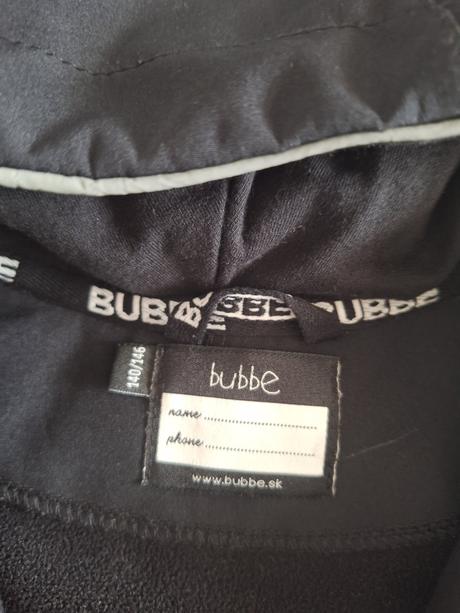 BUBBE BUBBE BUBBE
140/146
bubbe
name ........................
phone ........................
www.bubbe.sk